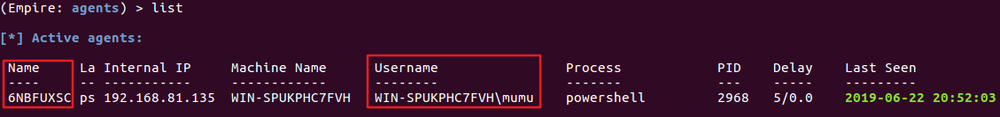 (Empire: agents) > list
[*] Active agents:
Name La Internal IP Machine Name Username Process PID Delay Last Seen
---- -- ----------- ------------ -------- ------- --- ----- ---------
6NBFUXSC ps 192.168.81.135 WIN-SPUKPHC7FVH WIN-SPUKPHC7FVH\mumu powershell 2968 5/0.0 2019-06-22 20:52:03